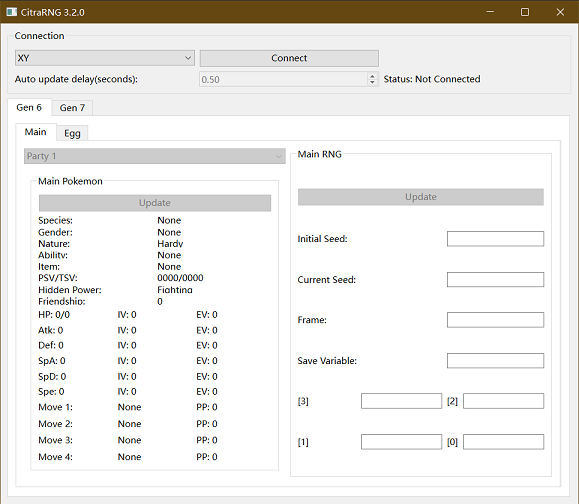 CitraRNG 3.2.0
Connection
XY Connect
Auto update delay(seconds): 0.50 Status: Not Connected
Gen 6 Gen 7
Main Egg
Party 1
Main Pokemon
Update
Species: None
Gender: None
Nature: Hardy
Ability: None
Item: None
PSV/TSV: 0000/0000
Hidden Power: Fighting
Friendship: 0
HP: 0/0 IV: 0 EV: 0
Atk: 0 IV: 0 EV: 0
Def: 0 IV: 0 EV: 0
SpA: 0 IV: 0 EV: 0
SpD: 0 IV: 0 EV: 0
Spe: 0 IV: 0 EV: 0
Move 1: None PP: 0
Move 2: None PP: 0
Move 3: None PP: 0
Move 4: None PP: 0
Main RNG
Update
Initial Seed:
Current Seed:
Frame:
Save Variable:
[3] [2]
[1] [0]